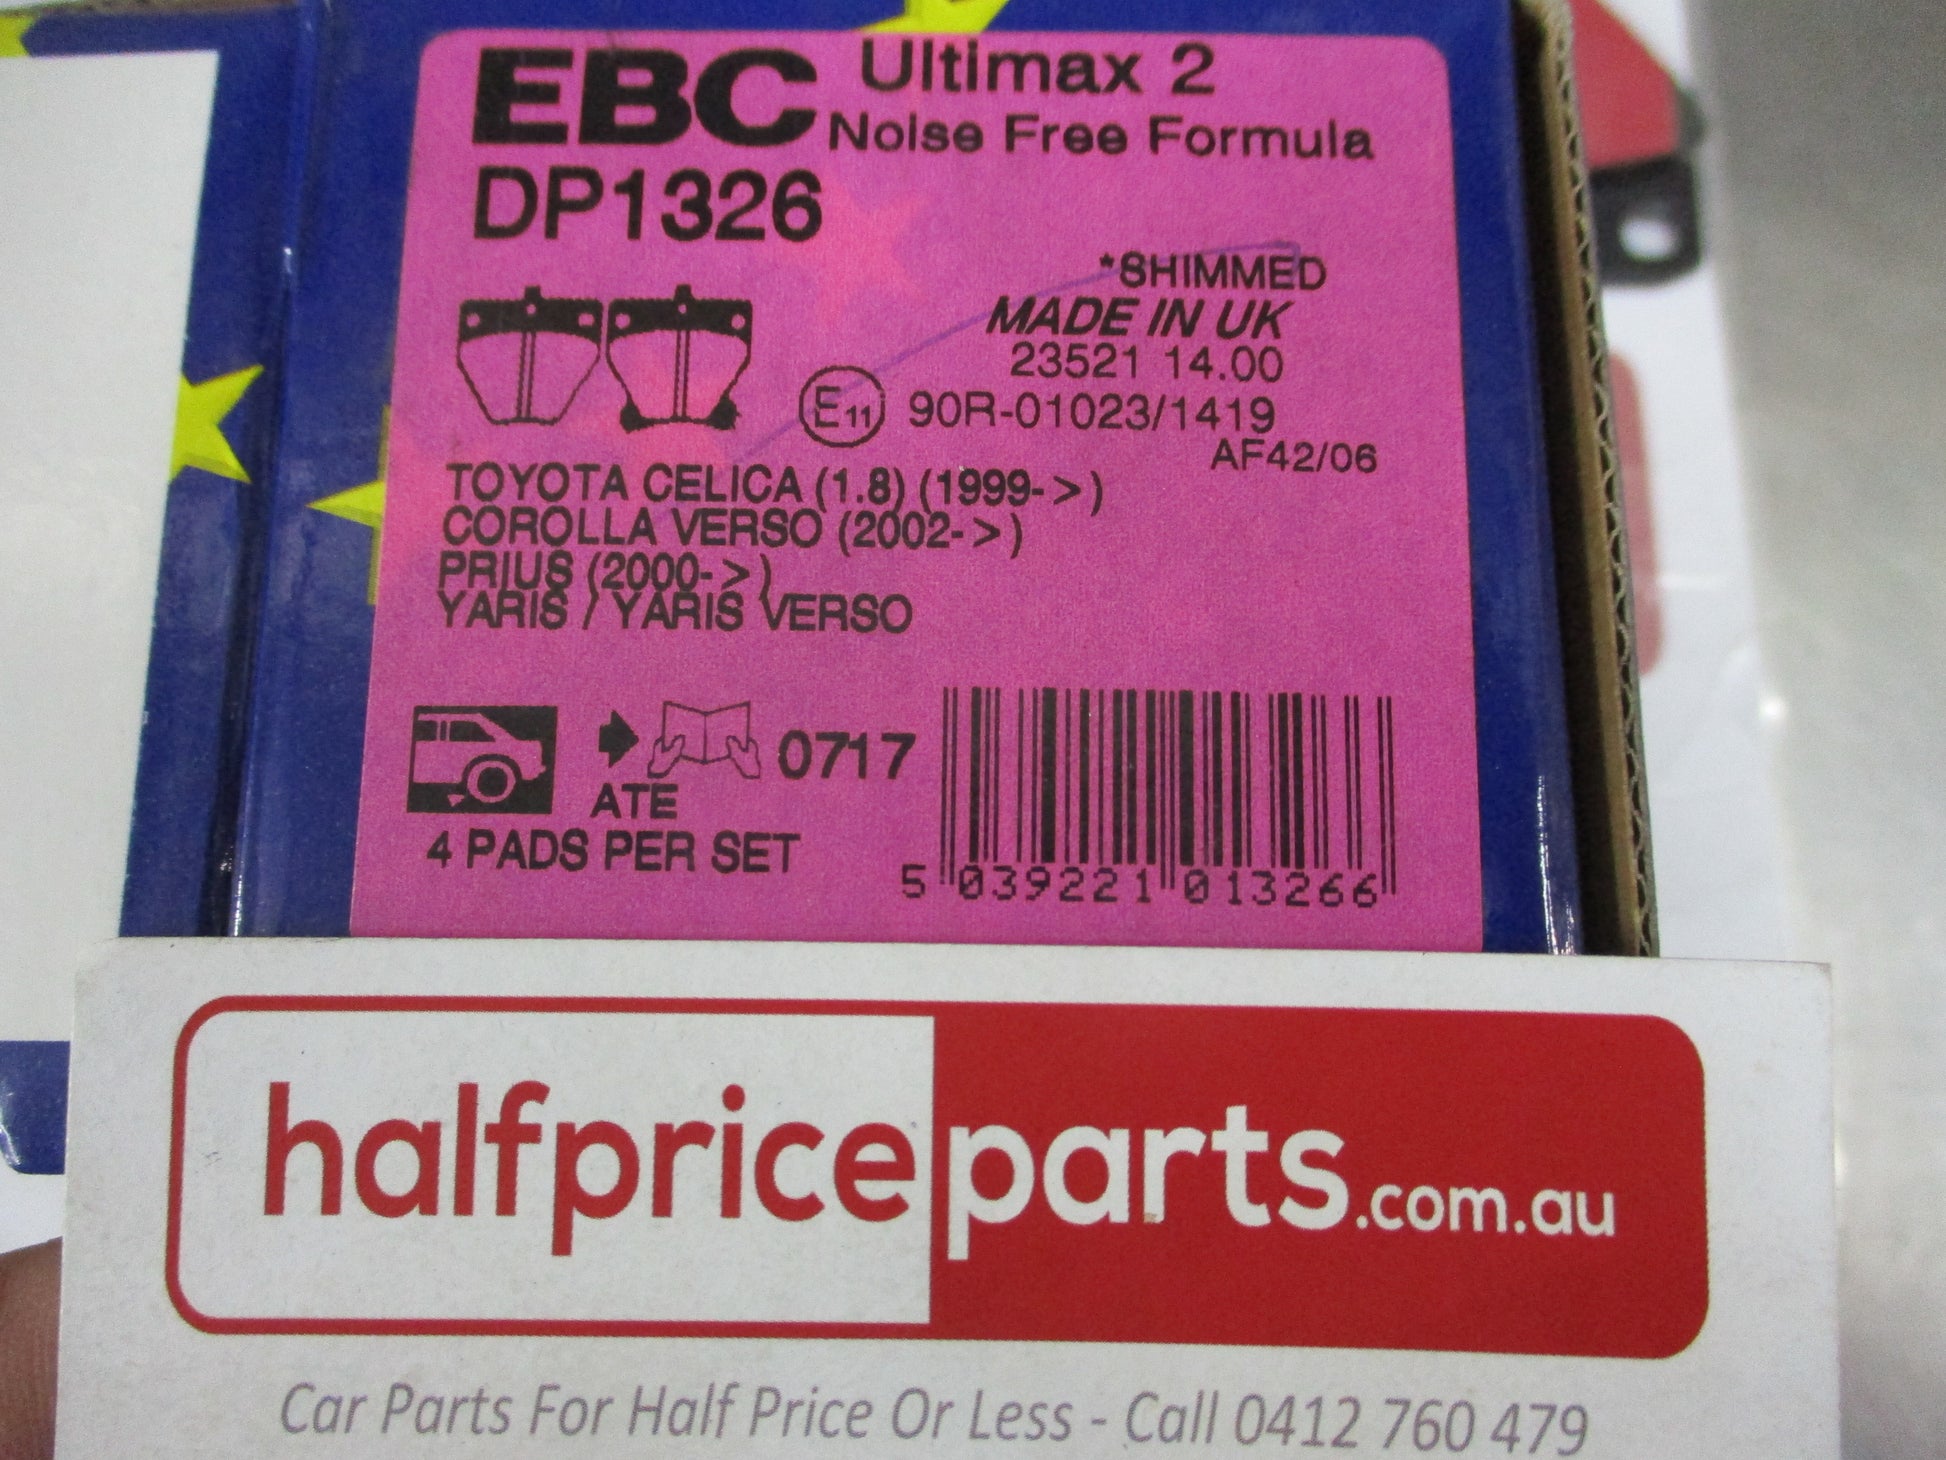 EBC Ultimax 2
Noise Free Formula
DP1326
*SHIMMED
MADE IN UK
23521 14.00
E11 90R-01023/1419
AF42/06
TOYOTA CELICA (1.8) (1999->)
COROLLA VERSO (2002->)
PRIUS (2000->)
YARIS / YARIS VERSO
0717
ATE
4 PADS PER SET
5 039221 013266
halfpriceparts.com.au
Car Parts For Half Price Or Less - Call 0412 760 479